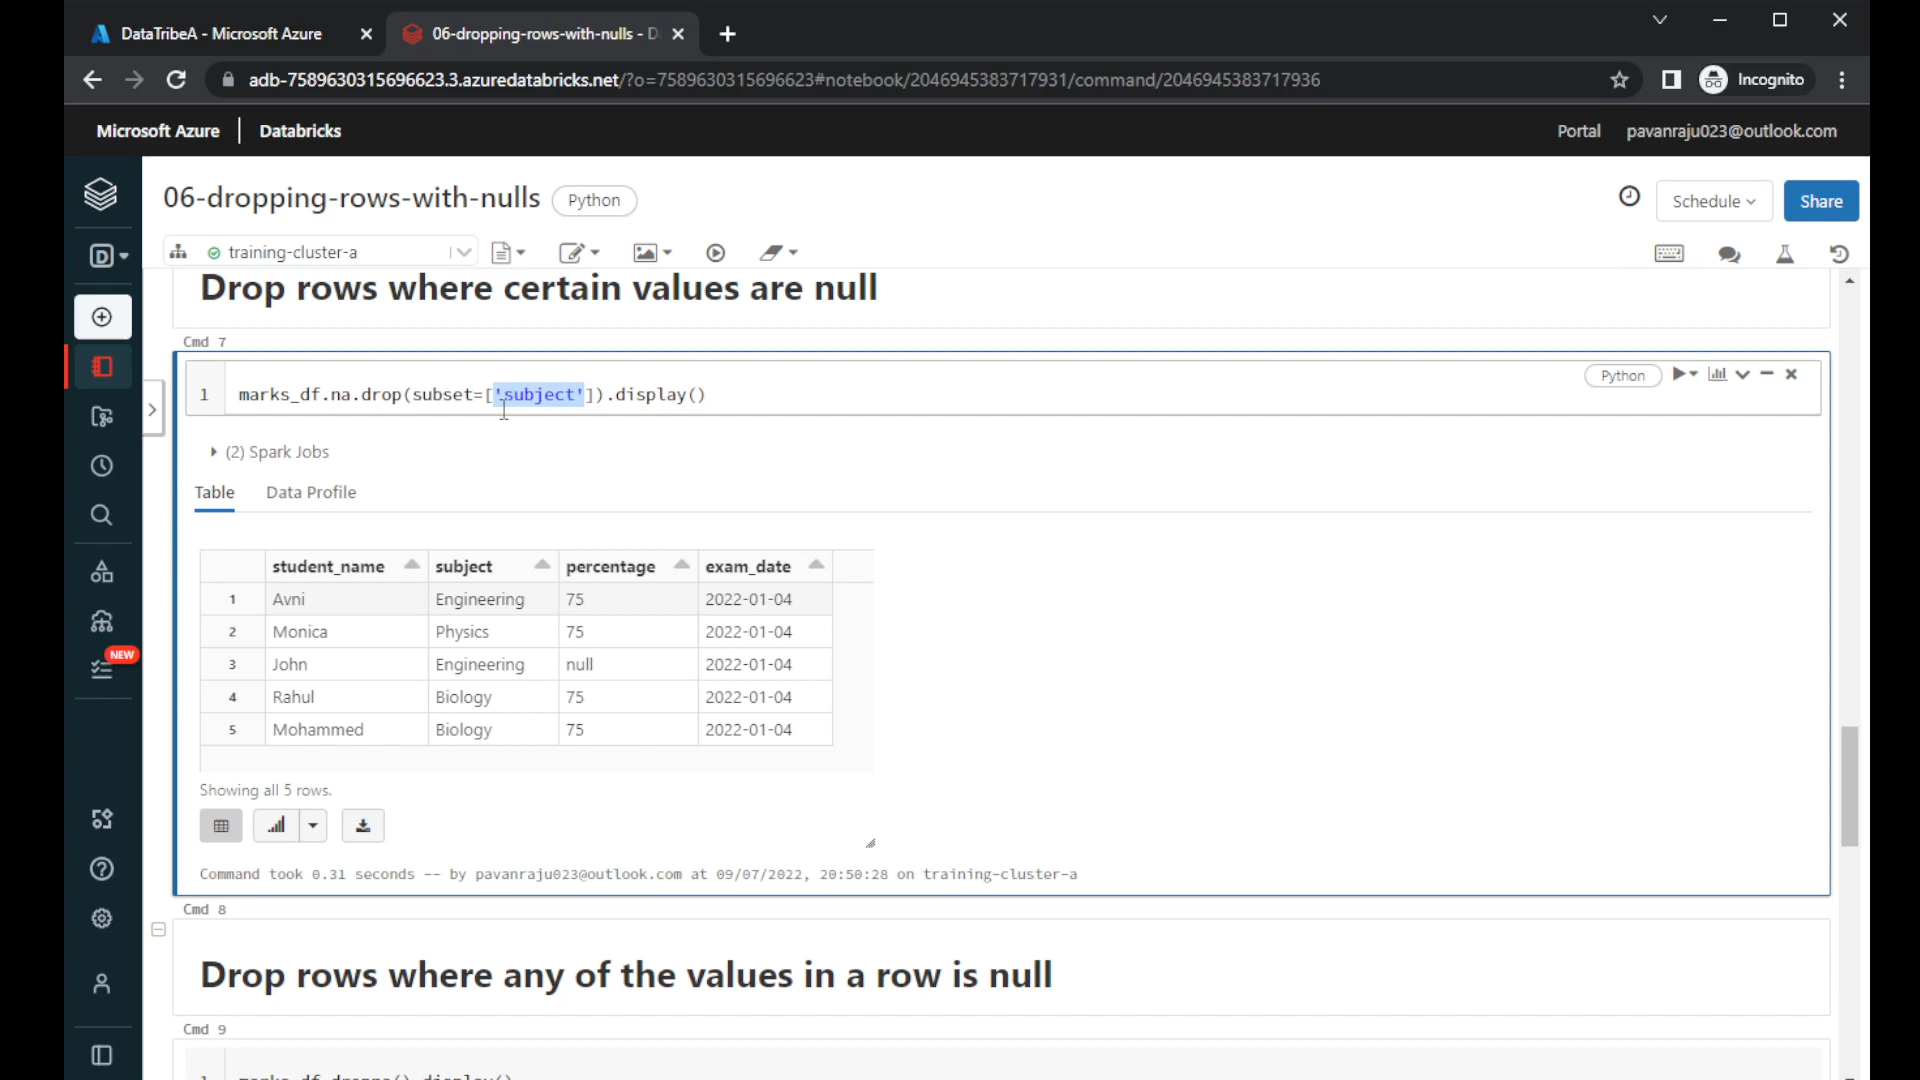 DataTribeA - Microsoft Azure
06-dropping-rows-with-nulls - D
adb-7589630315696623.3.azuredatabricks.net/?o=7589630315696623#notebook/2046945383717931/command/2046945383717936
Incognito
Microsoft Azure
Databricks
Portal
pavanraju023@outlook.com
06-dropping-rows-with-nulls
Python
Schedule
Share
D
training-cluster-a
Drop rows where certain values are null
Cmd 7
Python
1 marks_df.na.drop(subset=['subject']).display()
(2) Spark Jobs
Table Data Profile
student_name subject percentage exam_date
1 Avni Engineering 75 2022-01-04
2 Monica Physics 75 2022-01-04
3 John Engineering null 2022-01-04
4 Rahul Biology 75 2022-01-04
5 Mohammed Biology 75 2022-01-04
NEW
Showing all 5 rows.
Command took 0.31 seconds -- by pavanraju023@outlook.com at 09/07/2022, 20:50:28 on training-cluster-a
Cmd 8
Drop rows where any of the values in a row is null
Cmd 9
1 marks_df.dropna().display()